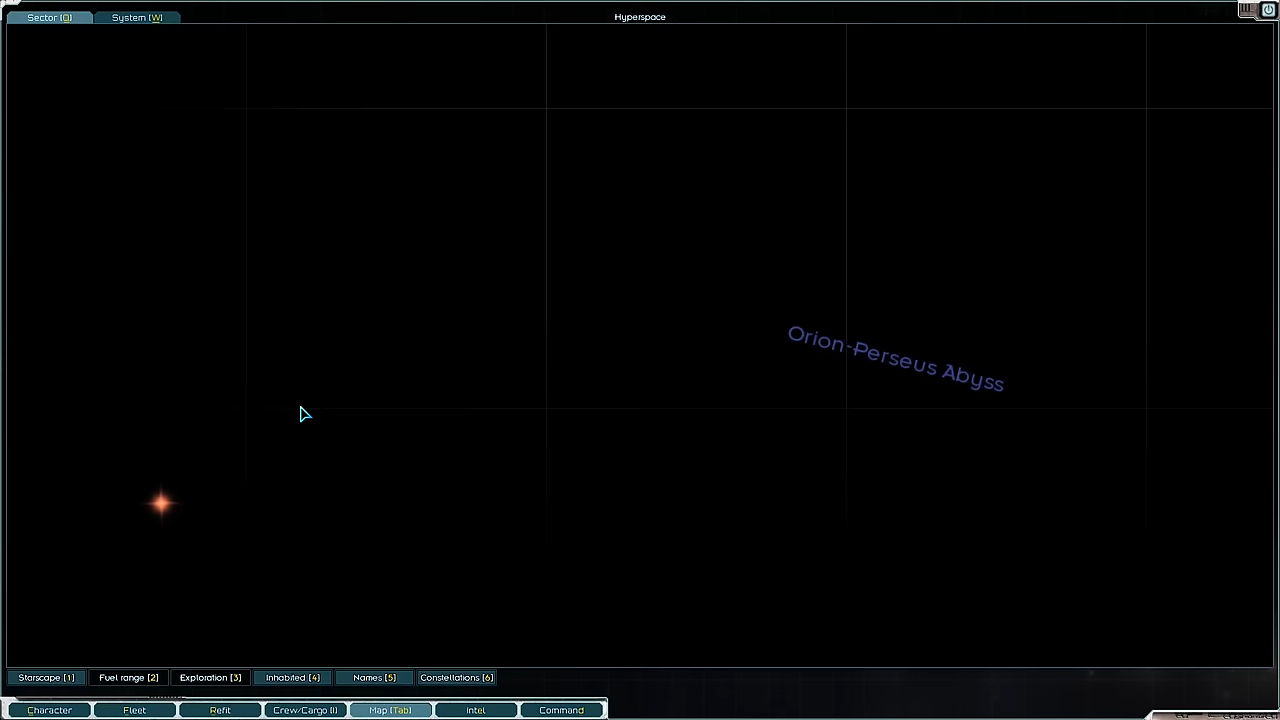 Sector [Q] System [W] Hyperspace
Orion-Perseus Abyss
Starscape [1] Fuel range [2] Exploration [3] Inhabited [4] Names [5] Constellations [6]
Character Fleet Refit Crew/Cargo (I) Map [Tab] Intel Command